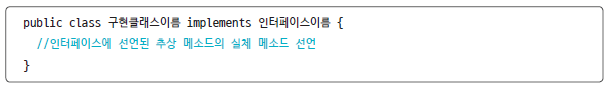 public class 구현클래스이름 implements 인터페이스이름 {
//인터페이스에 선언된 추상 메소드의 실체 메소드 선언
}